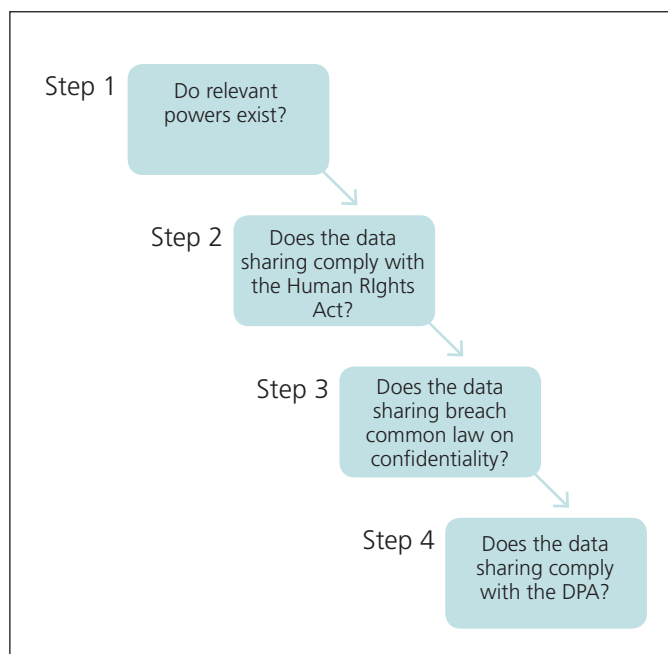 Step 1
Do relevant
powers exist?
Step 2
Does the data
sharing comply with
the Human RIghts
Act?
Step 3
Does the data
sharing breach
common law on
confidentiality?
Step 4
Does the data
sharing comply
with the DPA?